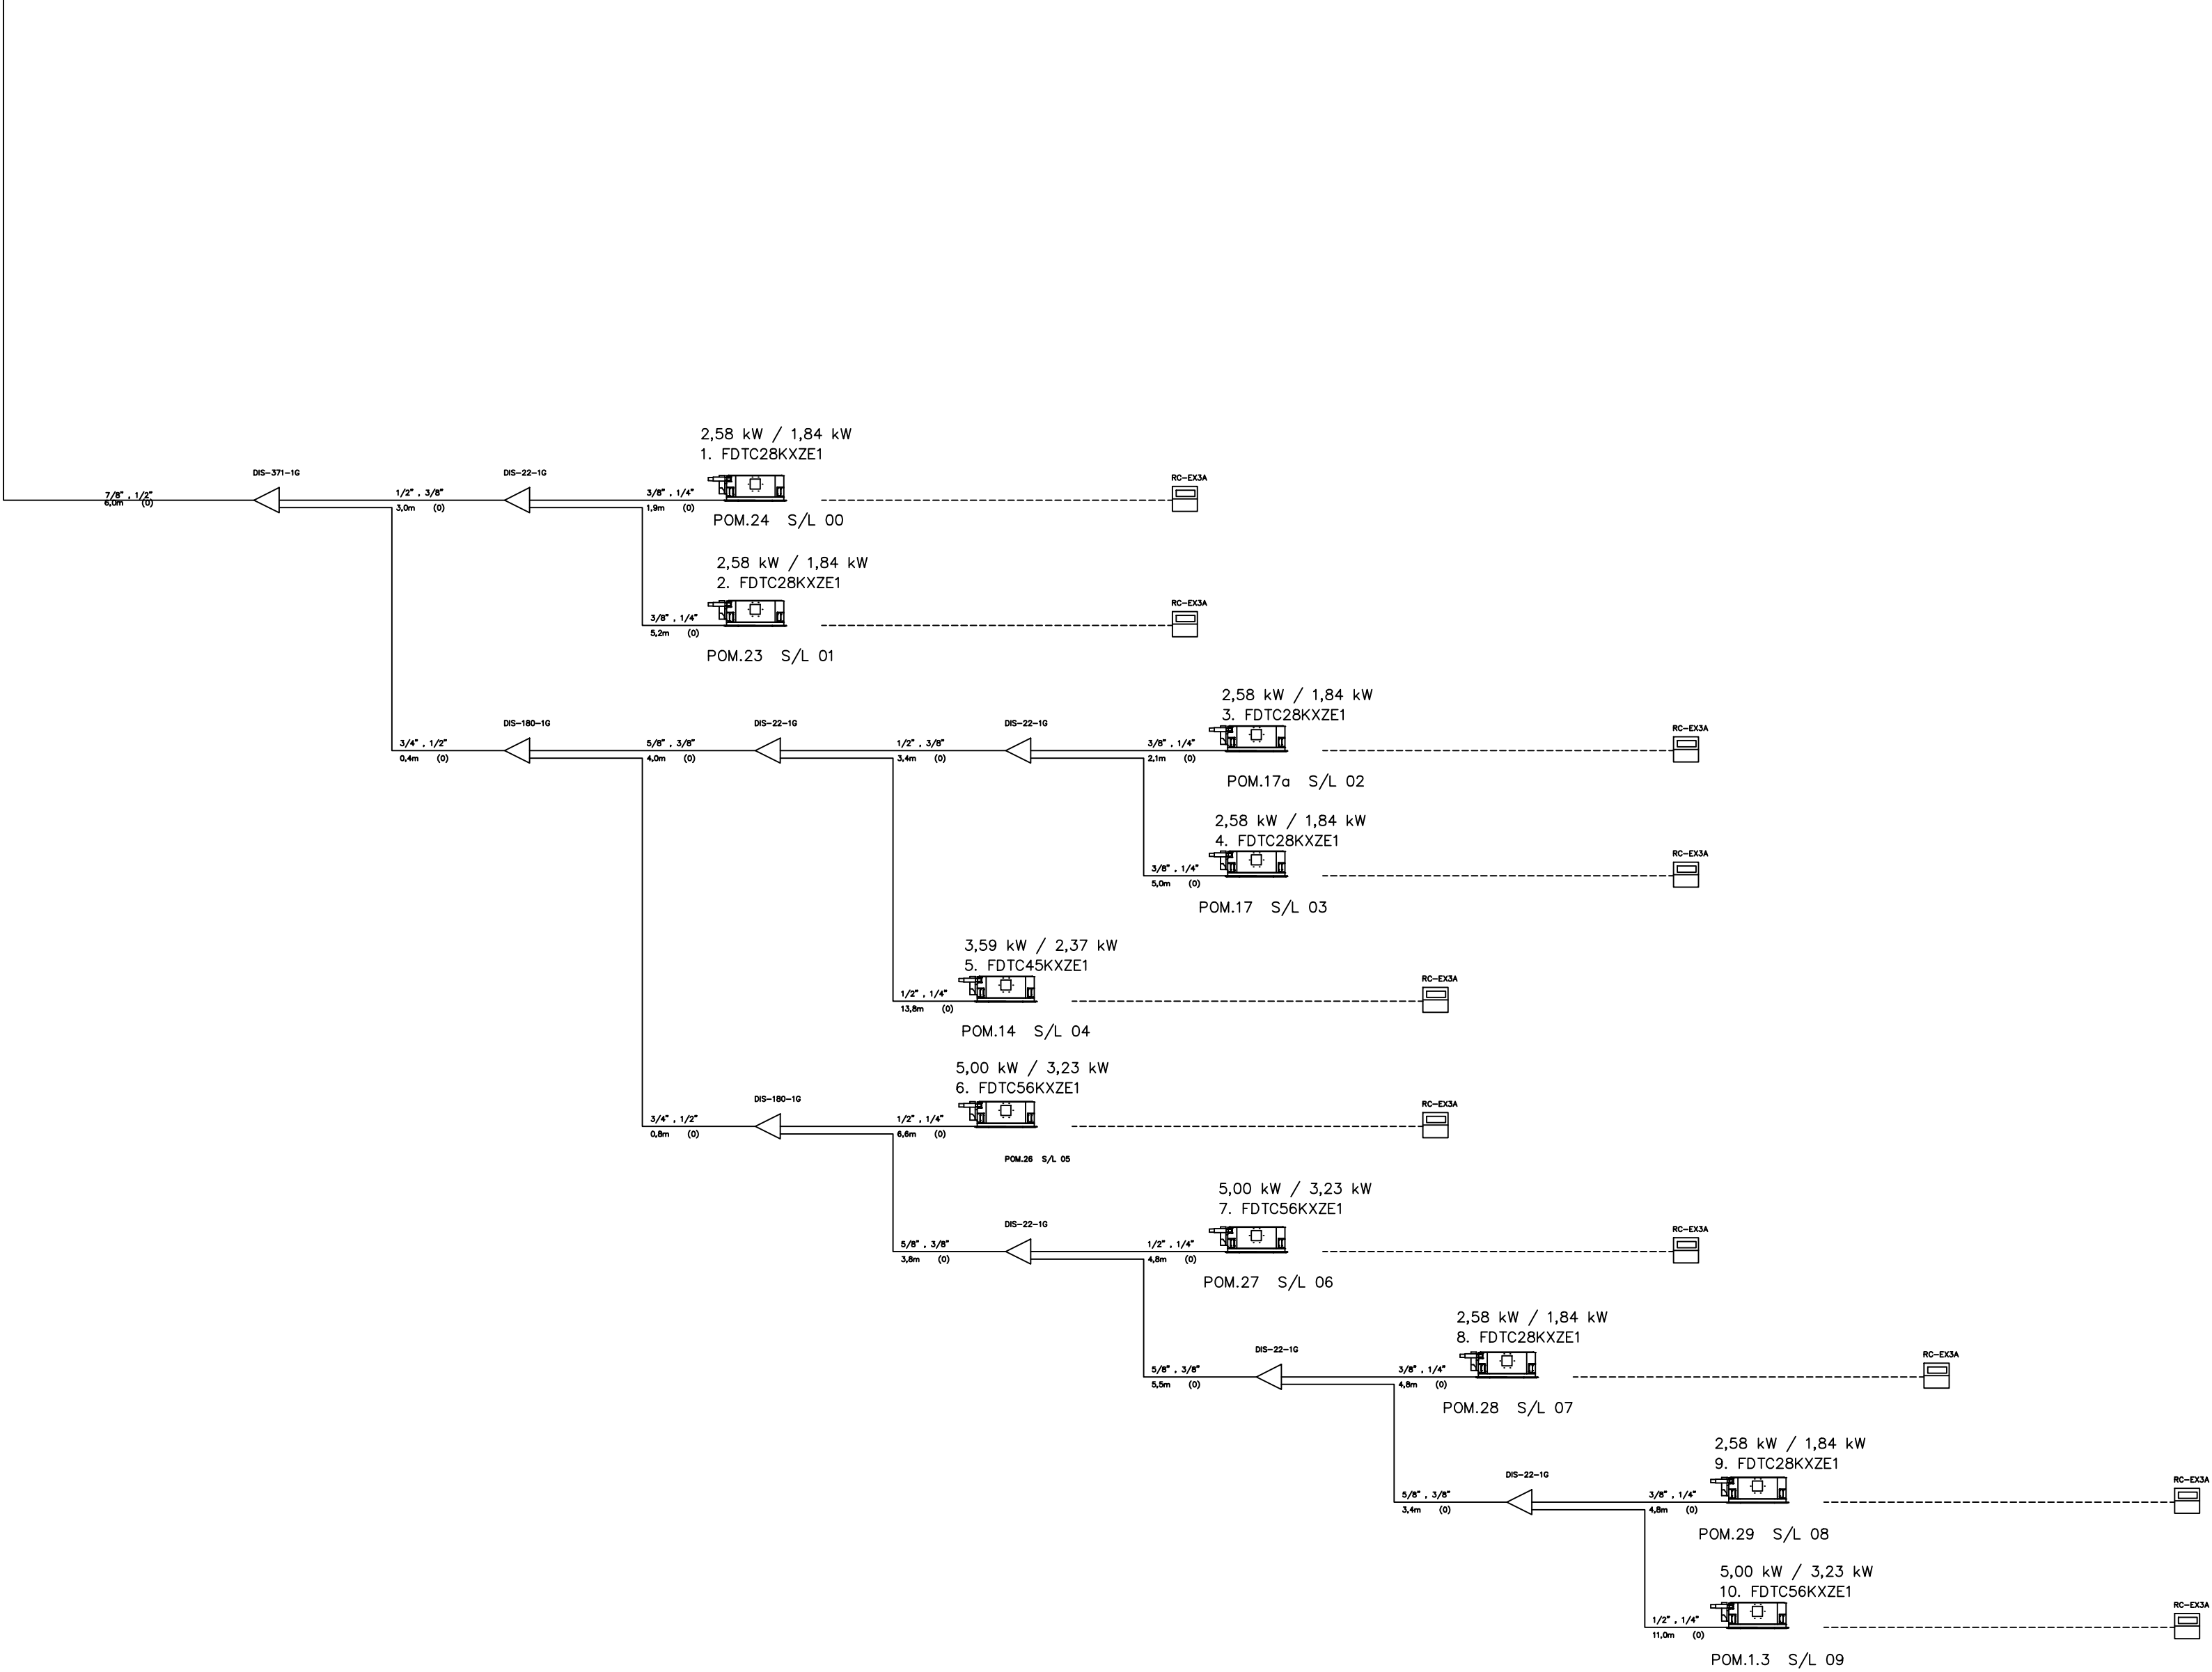 2,58 kW / 1,84 kW
1. FDTC28KXZE1
DIS-371-1G
DIS-22-1G
RC-EX3A
7/8" , 1/2"
6,0m (0)
1/2" , 3/8"
3,0m (0)
3/8" , 1/4"
1,9m (0)
POM.24 S/L 00
2,58 kW / 1,84 kW
2. FDTC28KXZE1
RC-EX3A
3/8" , 1/4"
5,2m (0)
POM.23 S/L 01
2,58 kW / 1,84 kW
3. FDTC28KXZE1
DIS-180-1G
DIS-22-1G
DIS-22-1G
RC-EX3A
3/4" , 1/2"
0,4m (0)
5/8" , 3/8"
4,0m (0)
1/2" , 3/8"
3,4m (0)
3/8" , 1/4"
2,1m (0)
POM.17a S/L 02
2,58 kW / 1,84 kW
4. FDTC28KXZE1
RC-EX3A
3/8" , 1/4"
5,0m (0)
POM.17 S/L 03
3,59 kW / 2,37 kW
5. FDTC45KXZE1
RC-EX3A
1/2" , 1/4"
13,8m (0)
POM.14 S/L 04
5,00 kW / 3,23 kW
6. FDTC56KXZE1
DIS-180-1G
RC-EX3A
3/4" , 1/2"
0,8m (0)
1/2" , 1/4"
6,6m (0)
POM.26 S/L 05
5,00 kW / 3,23 kW
7. FDTC56KXZE1
DIS-22-1G
RC-EX3A
5/8" , 3/8"
3,8m (0)
1/2" , 1/4"
4,8m (0)
POM.27 S/L 06
2,58 kW / 1,84 kW
8. FDTC28KXZE1
DIS-22-1G
RC-EX3A
5/8" , 3/8"
5,5m (0)
3/8" , 1/4"
4,8m (0)
POM.28 S/L 07
2,58 kW / 1,84 kW
9. FDTC28KXZE1
DIS-22-1G
RC-EX3A
5/8" , 3/8"
3,4m (0)
3/8" , 1/4"
4,8m (0)
POM.29 S/L 08
5,00 kW / 3,23 kW
10. FDTC56KXZE1
RC-EX3A
1/2" , 1/4"
11,0m (0)
POM.1.3 S/L 09